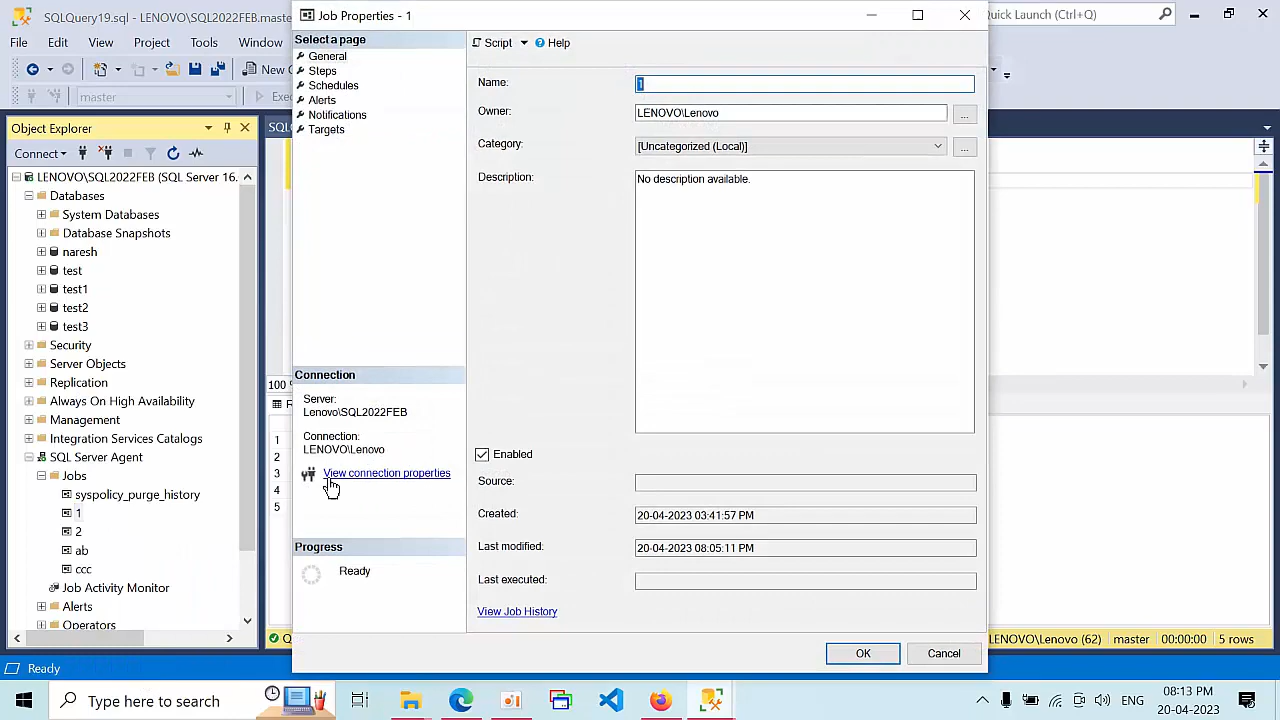 SQLQuery19.sql - LENOVO\SQL2022FEB.maste
Quick Launch (Ctrl+Q)
File Edit View Project Tools Window
New
master
Execute
Object Explorer
Connect
LENOVO\SQL2022FEB (SQL Server 16.
Databases
System Databases
Database Snapshots
naresh
test
test1
test2
test3
Security
Server Objects
Replication
Always On High Availability
Management
Integration Services Catalogs
SQL Server Agent
Jobs
syspolicy_purge_history
1
2
ab
ccc
Job Activity Monitor
Alerts
Operators
SQL
100
1
2
3
4
5
Job Properties - 1
Select a page
General
Steps
Schedules
Alerts
Notifications
Targets
Connection
Server:
Lenovo\SQL2022FEB
Connection:
LENOVO\Lenovo
View connection properties
Progress
Ready
Script Help
Name: 1
Owner: LENOVO\Lenovo ...
Category: [Uncategorized (Local)] ...
Description: No description available.
Enabled
Source:
Created: 20-04-2023 03:41:57 PM
Last modified: 20-04-2023 08:05:11 PM
Last executed:
View Job History
OK Cancel
LENOVO\Lenovo (62) master 00:00:00 5 rows
Ready
Type here to search
ENG
08:13 PM
20-04-2023